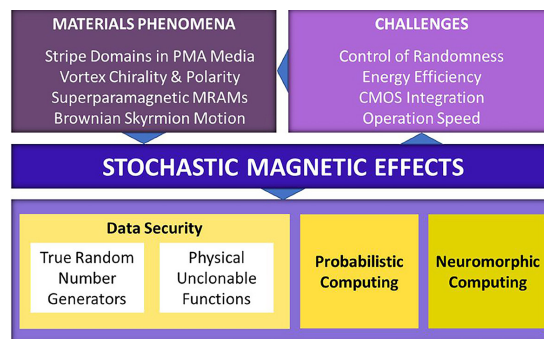 MATERIALS PHENOMENA
Stripe Domains in PMA Media
Vortex Chirality & Polarity
Superparamagnetic MRAMs
Brownian Skyrmion Motion
CHALLENGES
Control of Randomness
Energy Efficiency
CMOS Integration
Operation Speed
STOCHASTIC MAGNETIC EFFECTS
Data Security
True Random
Number
Generators
Physical
Unclonable
Functions
Probabilistic
Computing
Neuromorphic
Computing